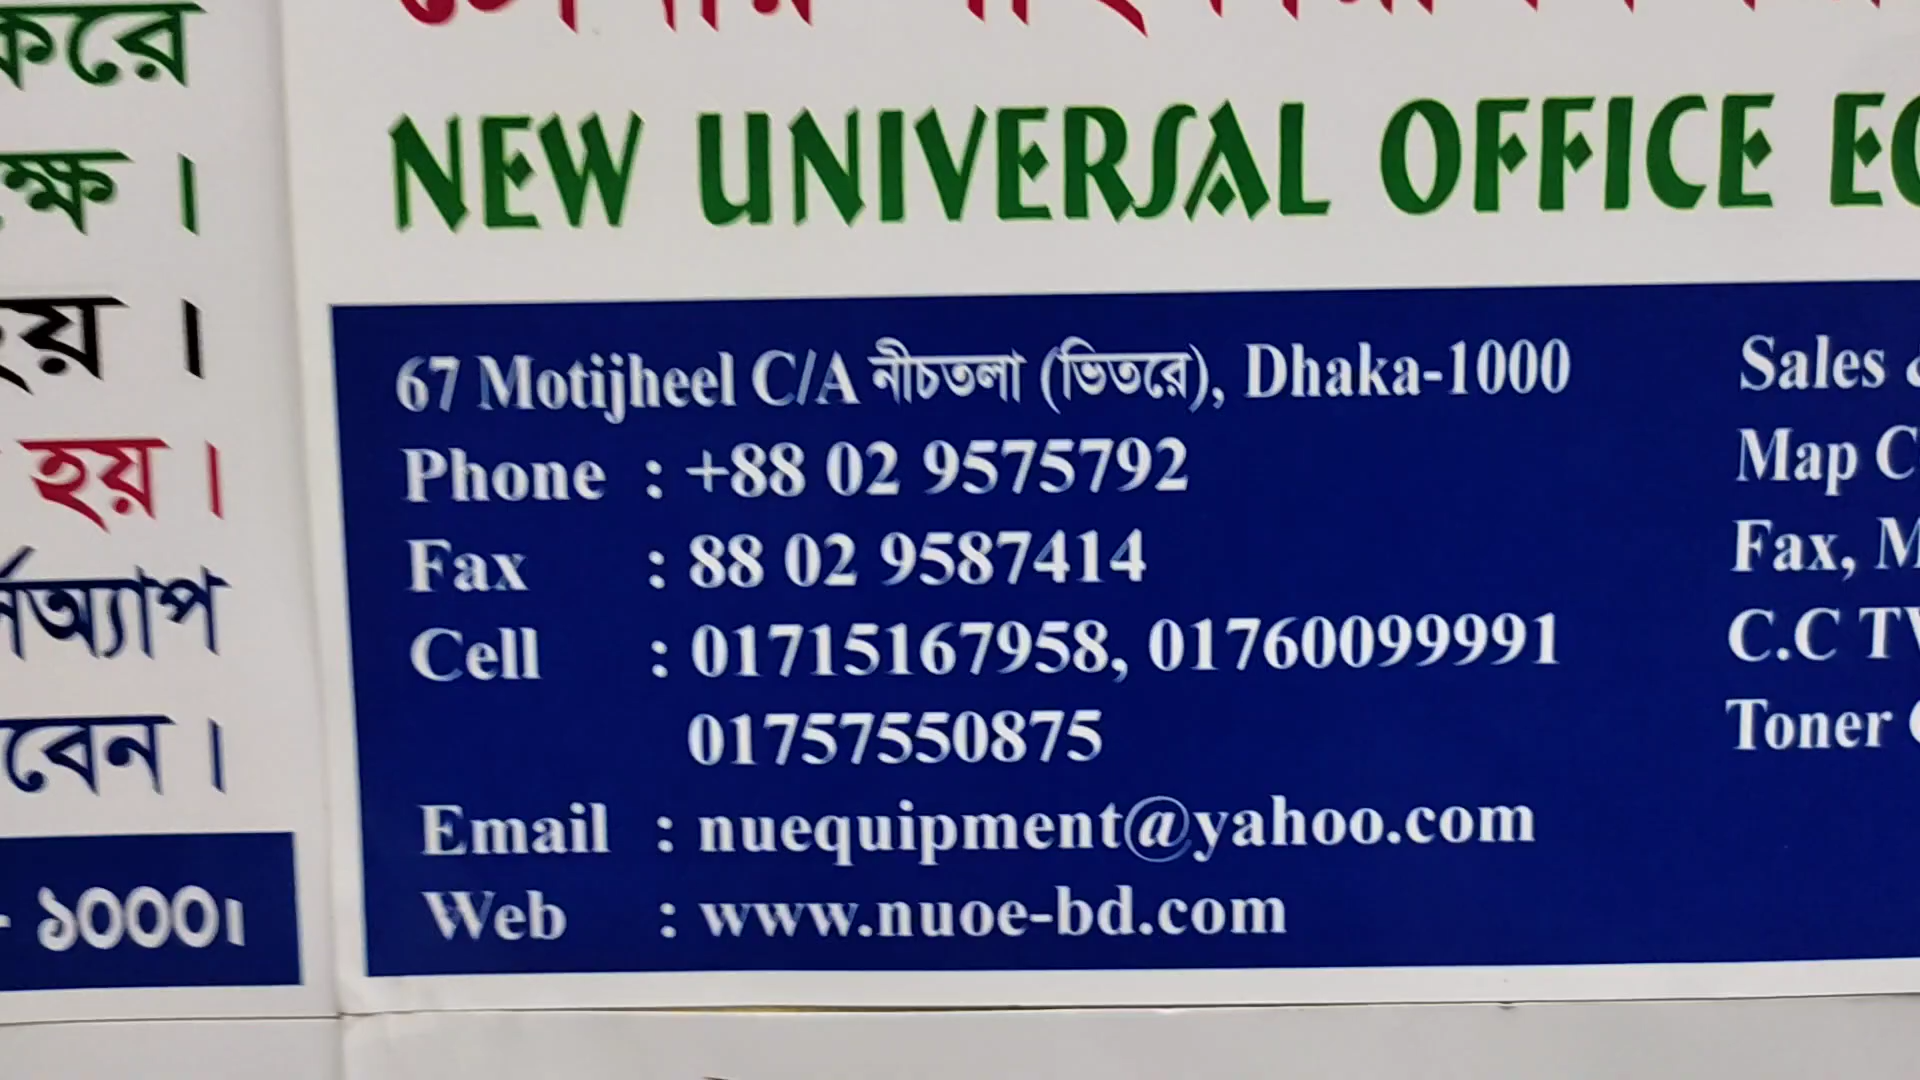 করে
ক্ষ ।
হয় ।
হয় ।
বেন ।
- ১০০০।
NEW UNIVERSAL OFFICE
67 Motijheel C/A নীচতলা (ভিতরে), Dhaka-1000
Phone : +88 02 9575792
Fax : 88 02 9587414
Cell : 01715167958, 01760099991
01757550875
Email : nuequipment@yahoo.com
Web : www.nuoe-bd.com
Sales
Map
Fax,
C.C
Toner